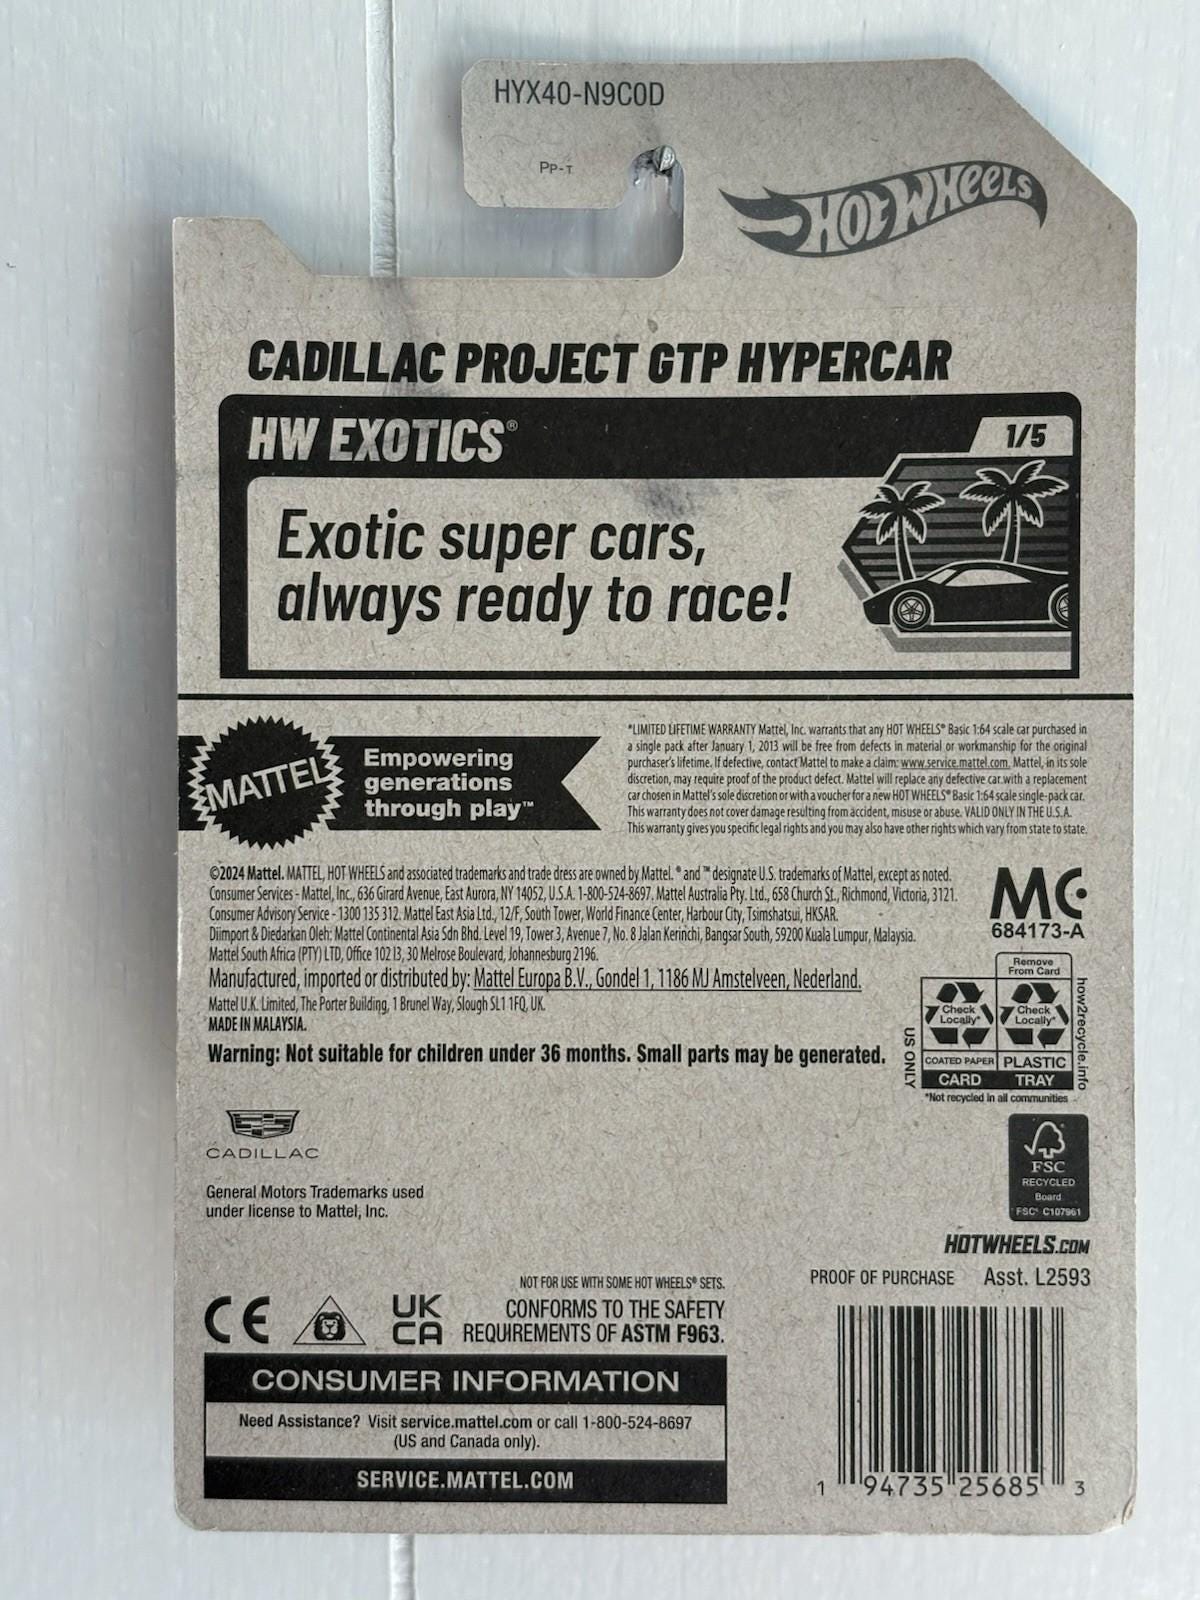 HYX40-N9C0D
PP-T
HOT WHEELS
CADILLAC PROJECT GTP HYPERCAR
HW EXOTICS®
1/5
Exotic super cars,
always ready to race!
MATTEL
Empowering
generations
through play™
*LIMITED LIFETIME WARRANTY Mattel, Inc. warrants that any HOT WHEELS® Basic 1:64 scale car purchased in
a single pack after January 1, 2013 will be free from defects in material or workmanship for the original
purchaser's lifetime. If defective, contact Mattel to make a claim: www.service.mattel.com. Mattel, in its sole
discretion, may require proof of the product defect. Mattel will replace any defective car with a replacement
car chosen in Mattel's sole discretion or with a voucher for a new HOT WHEELS® Basic 1:64 scale single-pack car.
This warranty does not cover damage resulting from accident, misuse or abuse. VALID ONLY IN THE U.S.A.
This warranty gives you specific legal rights and you may also have other rights which vary from state to state.
©2024 Mattel. MATTEL, HOT WHEELS and associated trademarks and trade dress are owned by Mattel. ® and ™ designate U.S. trademarks of Mattel, except as noted.
Consumer Services - Mattel, Inc., 636 Girard Avenue, East Aurora, NY 14052, U.S.A. 1-800-524-8697. Mattel Australia Pty. Ltd., 658 Church St., Richmond, Victoria, 3121.
Consumer Advisory Service - 1300 135 312. Mattel East Asia Ltd., 12/F, South Tower, World Finance Center, Harbour City, Tsimshatsui, HKSAR.
Diimport & Diedarkan Oleh: Mattel Continental Asia Sdn Bhd. Level 19, Tower 3, Avenue 7, No. 8 Jalan Kerinchi, Bangsar South, 59200 Kuala Lumpur, Malaysia.
Mattel South Africa (PTY) LTD, Office 102 I3, 30 Melrose Boulevard, Johannesburg 2196.
Manufactured, imported or distributed by: Mattel Europa B.V., Gondel 1, 1186 MJ Amstelveen, Nederland.
Mattel U.K. Limited, The Porter Building, 1 Brunel Way, Slough SL1 1FQ, UK.
MADE IN MALAYSIA.
Warning: Not suitable for children under 36 months. Small parts may be generated.
MC
684173-A
Remove
From Card
Check
Locally*
Check
Locally*
COATED PAPER
PLASTIC
CARD
TRAY
US ONLY
how2recycle.info
*Not recycled in all communities
CADILLAC
General Motors Trademarks used
under license to Mattel, Inc.
FSC
RECYCLED
Board
FSC® C107961
HOTWHEELS.COM
PROOF OF PURCHASE Asst. L2593
NOT FOR USE WITH SOME HOT WHEELS® SETS.
CE
UK
CA
CONFORMS TO THE SAFETY
REQUIREMENTS OF ASTM F963.
CONSUMER INFORMATION
Need Assistance? Visit service.mattel.com or call 1-800-524-8697
(US and Canada only).
SERVICE.MATTEL.COM
1 94735 25685 3